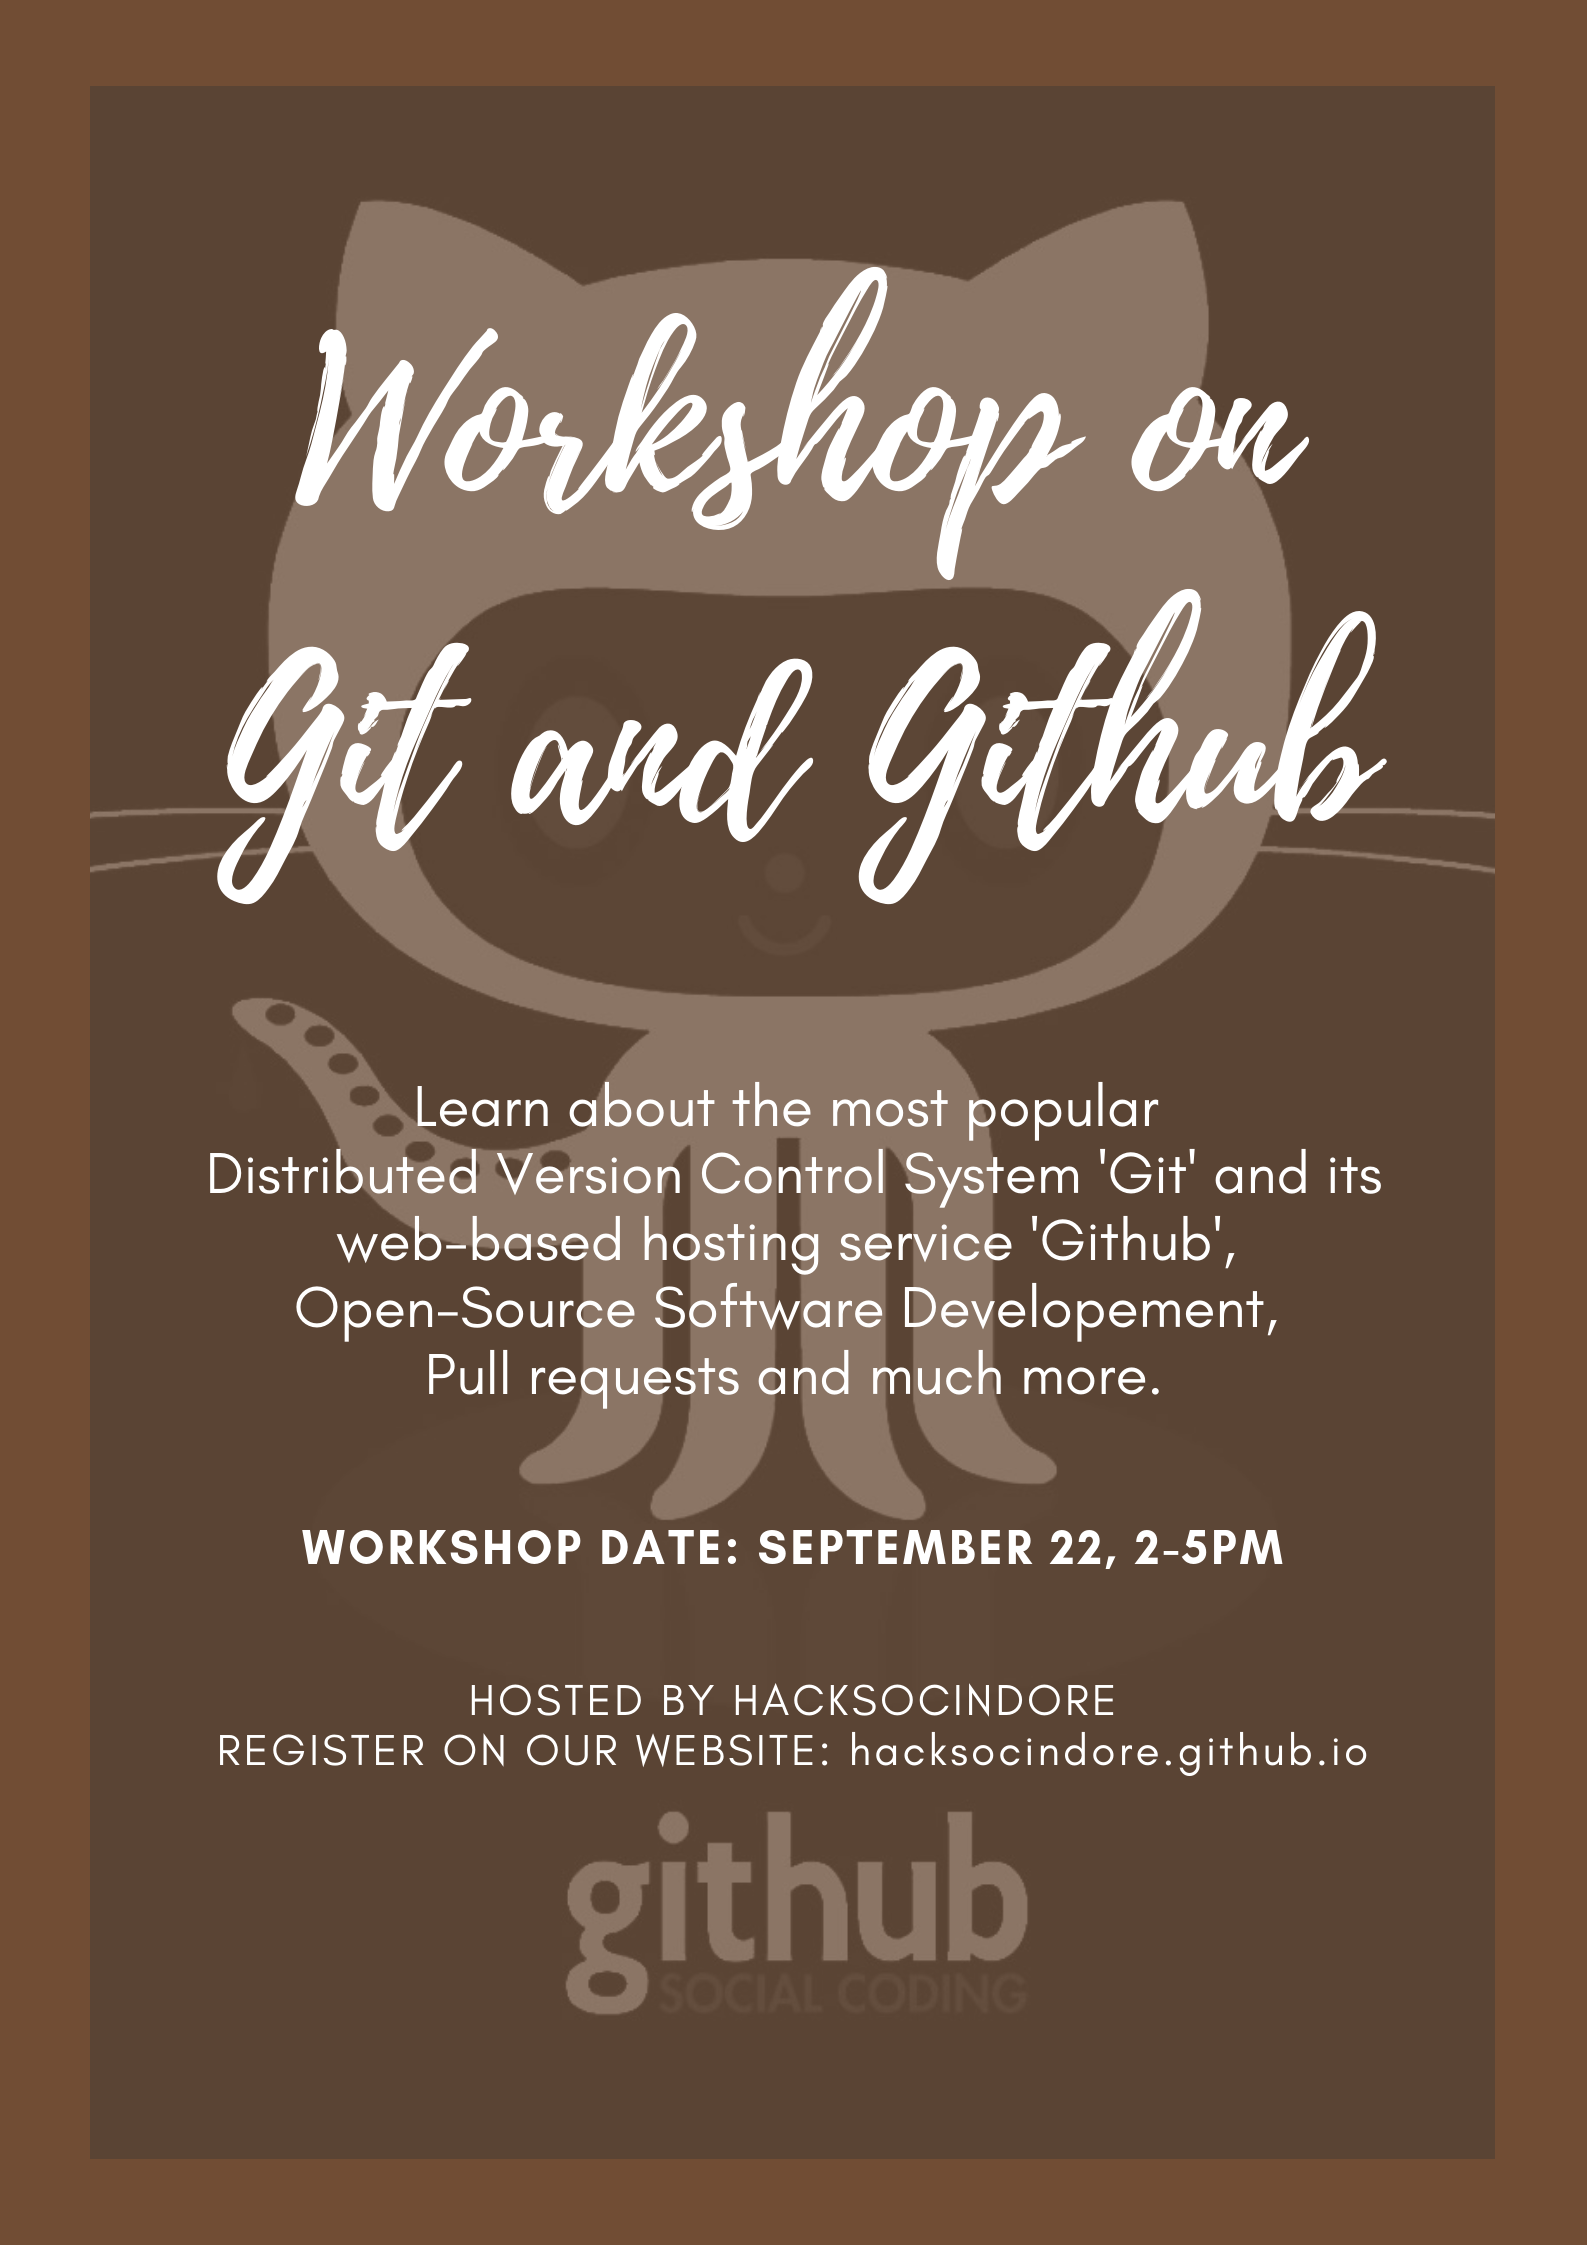 Workshop on
Git and Github
Learn about the most popular
Distributed Version Control System 'Git' and its
web-based hosting service 'Github',
Open-Source Software Developement,
Pull requests and much more.
WORKSHOP DATE: SEPTEMBER 22, 2-5PM
HOSTED BY HACKSOCINDORE
REGISTER ON OUR WEBSITE: hacksocindore.github.io
github
SOCIAL CODING